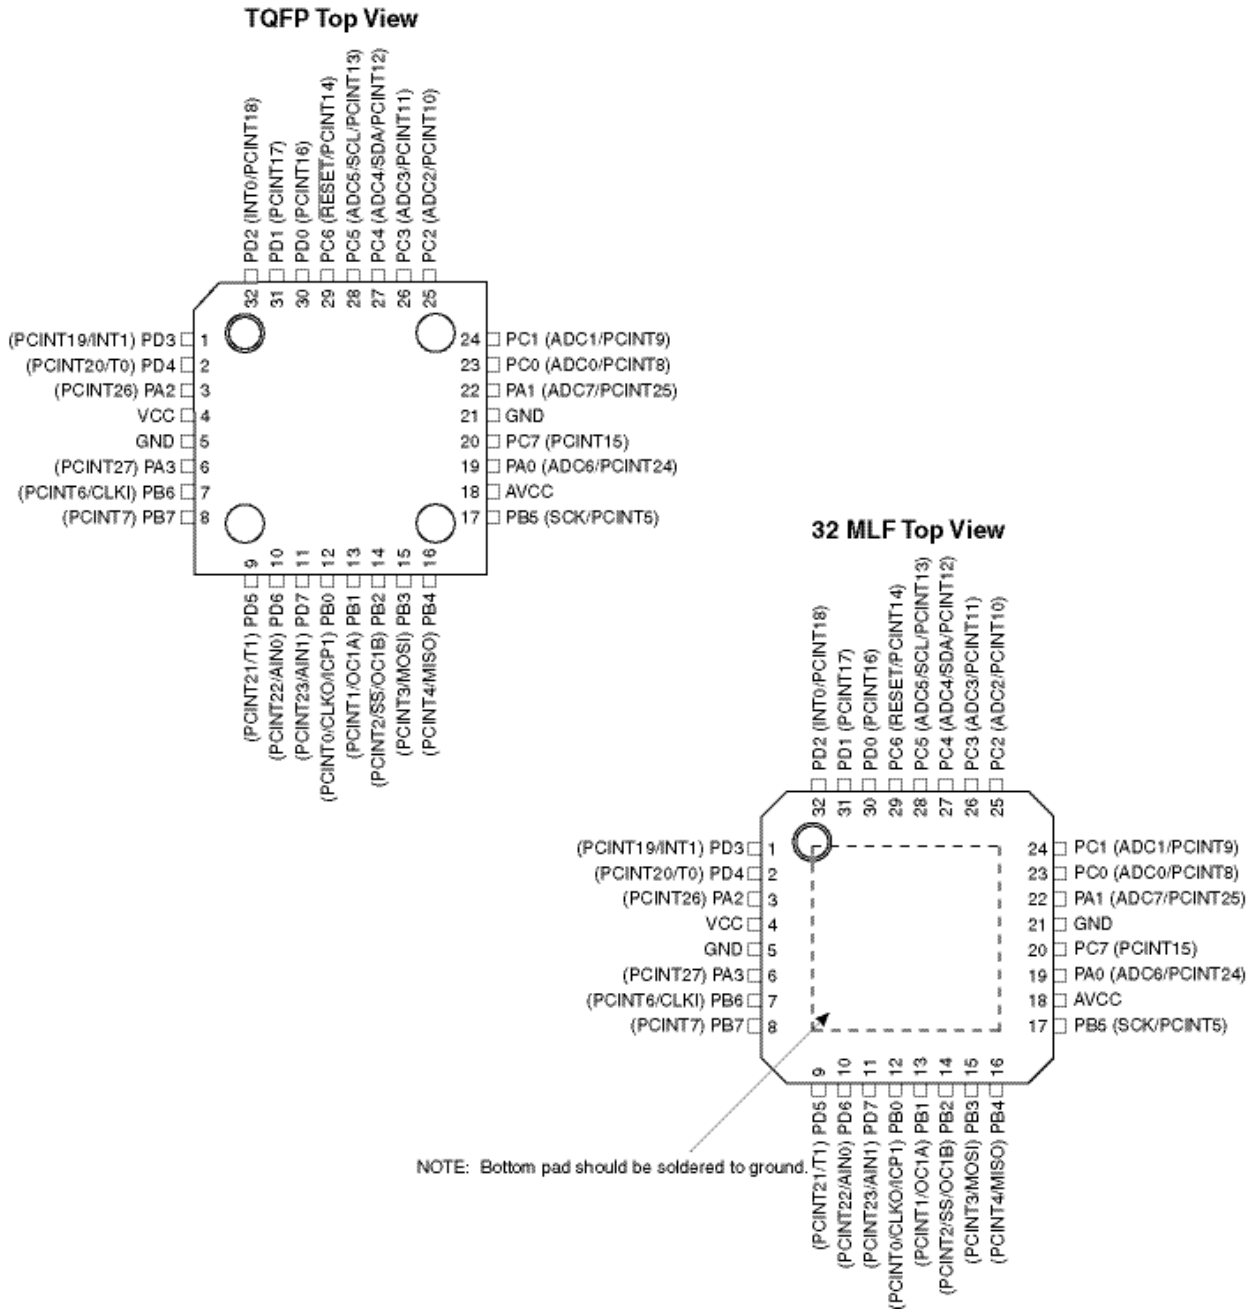 TQFP Top View
PD2 (INT0/PCINT18)
PD1 (PCINT17)
PD0 (PCINT16)
PC6 (RESET/PCINT14)
PC5 (ADC5/SCL/PCINT13)
PC4 (ADC4/SDA/PCINT12)
PC3 (ADC3/PCINT11)
PC2 (ADC2/PCINT10)
32 31 30 29 28 27 26 25
(PCINT19/INT1) PD3 1
(PCINT20/T0) PD4 2
(PCINT26) PA2 3
VCC 4
GND 5
(PCINT27) PA3 6
(PCINT6/CLKI) PB6 7
(PCINT7) PB7 8
24 PC1 (ADC1/PCINT9)
23 PC0 (ADC0/PCINT8)
22 PA1 (ADC7/PCINT25)
21 GND
20 PC7 (PCINT15)
19 PA0 (ADC6/PCINT24)
18 AVCC
17 PB5 (SCK/PCINT5)
9 10 11 12 13 14 15 16
(PCINT21/T1) PD5
(PCINT22/AIN0) PD6
(PCINT23/AIN1) PD7
(PCINT0/CLKO/ICP1) PB0
(PCINT1/OC1A) PB1
(PCINT2/SS/OC1B) PB2
(PCINT3/MOSI) PB3
(PCINT4/MISO) PB4
32 MLF Top View
PD2 (INT0/PCINT18)
PD1 (PCINT17)
PD0 (PCINT16)
PC6 (RESET/PCINT14)
PC5 (ADC5/SCL/PCINT13)
PC4 (ADC4/SDA/PCINT12)
PC3 (ADC3/PCINT11)
PC2 (ADC2/PCINT10)
32 31 30 29 28 27 26 25
(PCINT19/INT1) PD3 1
(PCINT20/T0) PD4 2
(PCINT26) PA2 3
VCC 4
GND 5
(PCINT27) PA3 6
(PCINT6/CLKI) PB6 7
(PCINT7) PB7 8
24 PC1 (ADC1/PCINT9)
23 PC0 (ADC0/PCINT8)
22 PA1 (ADC7/PCINT25)
21 GND
20 PC7 (PCINT15)
19 PA0 (ADC6/PCINT24)
18 AVCC
17 PB5 (SCK/PCINT5)
9 10 11 12 13 14 15 16
(PCINT21/T1) PD5
(PCINT22/AIN0) PD6
(PCINT23/AIN1) PD7
(PCINT0/CLKO/ICP1) PB0
(PCINT1/OC1A) PB1
(PCINT2/SS/OC1B) PB2
(PCINT3/MOSI) PB3
(PCINT4/MISO) PB4
NOTE: Bottom pad should be soldered to ground.